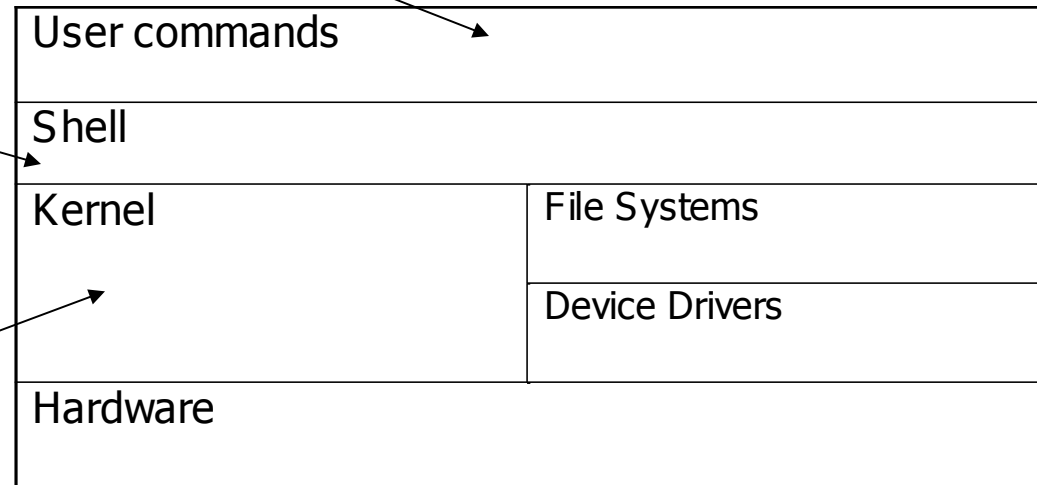 User commands
Shell
Kernel
File Systems
Device Drivers
Hardware